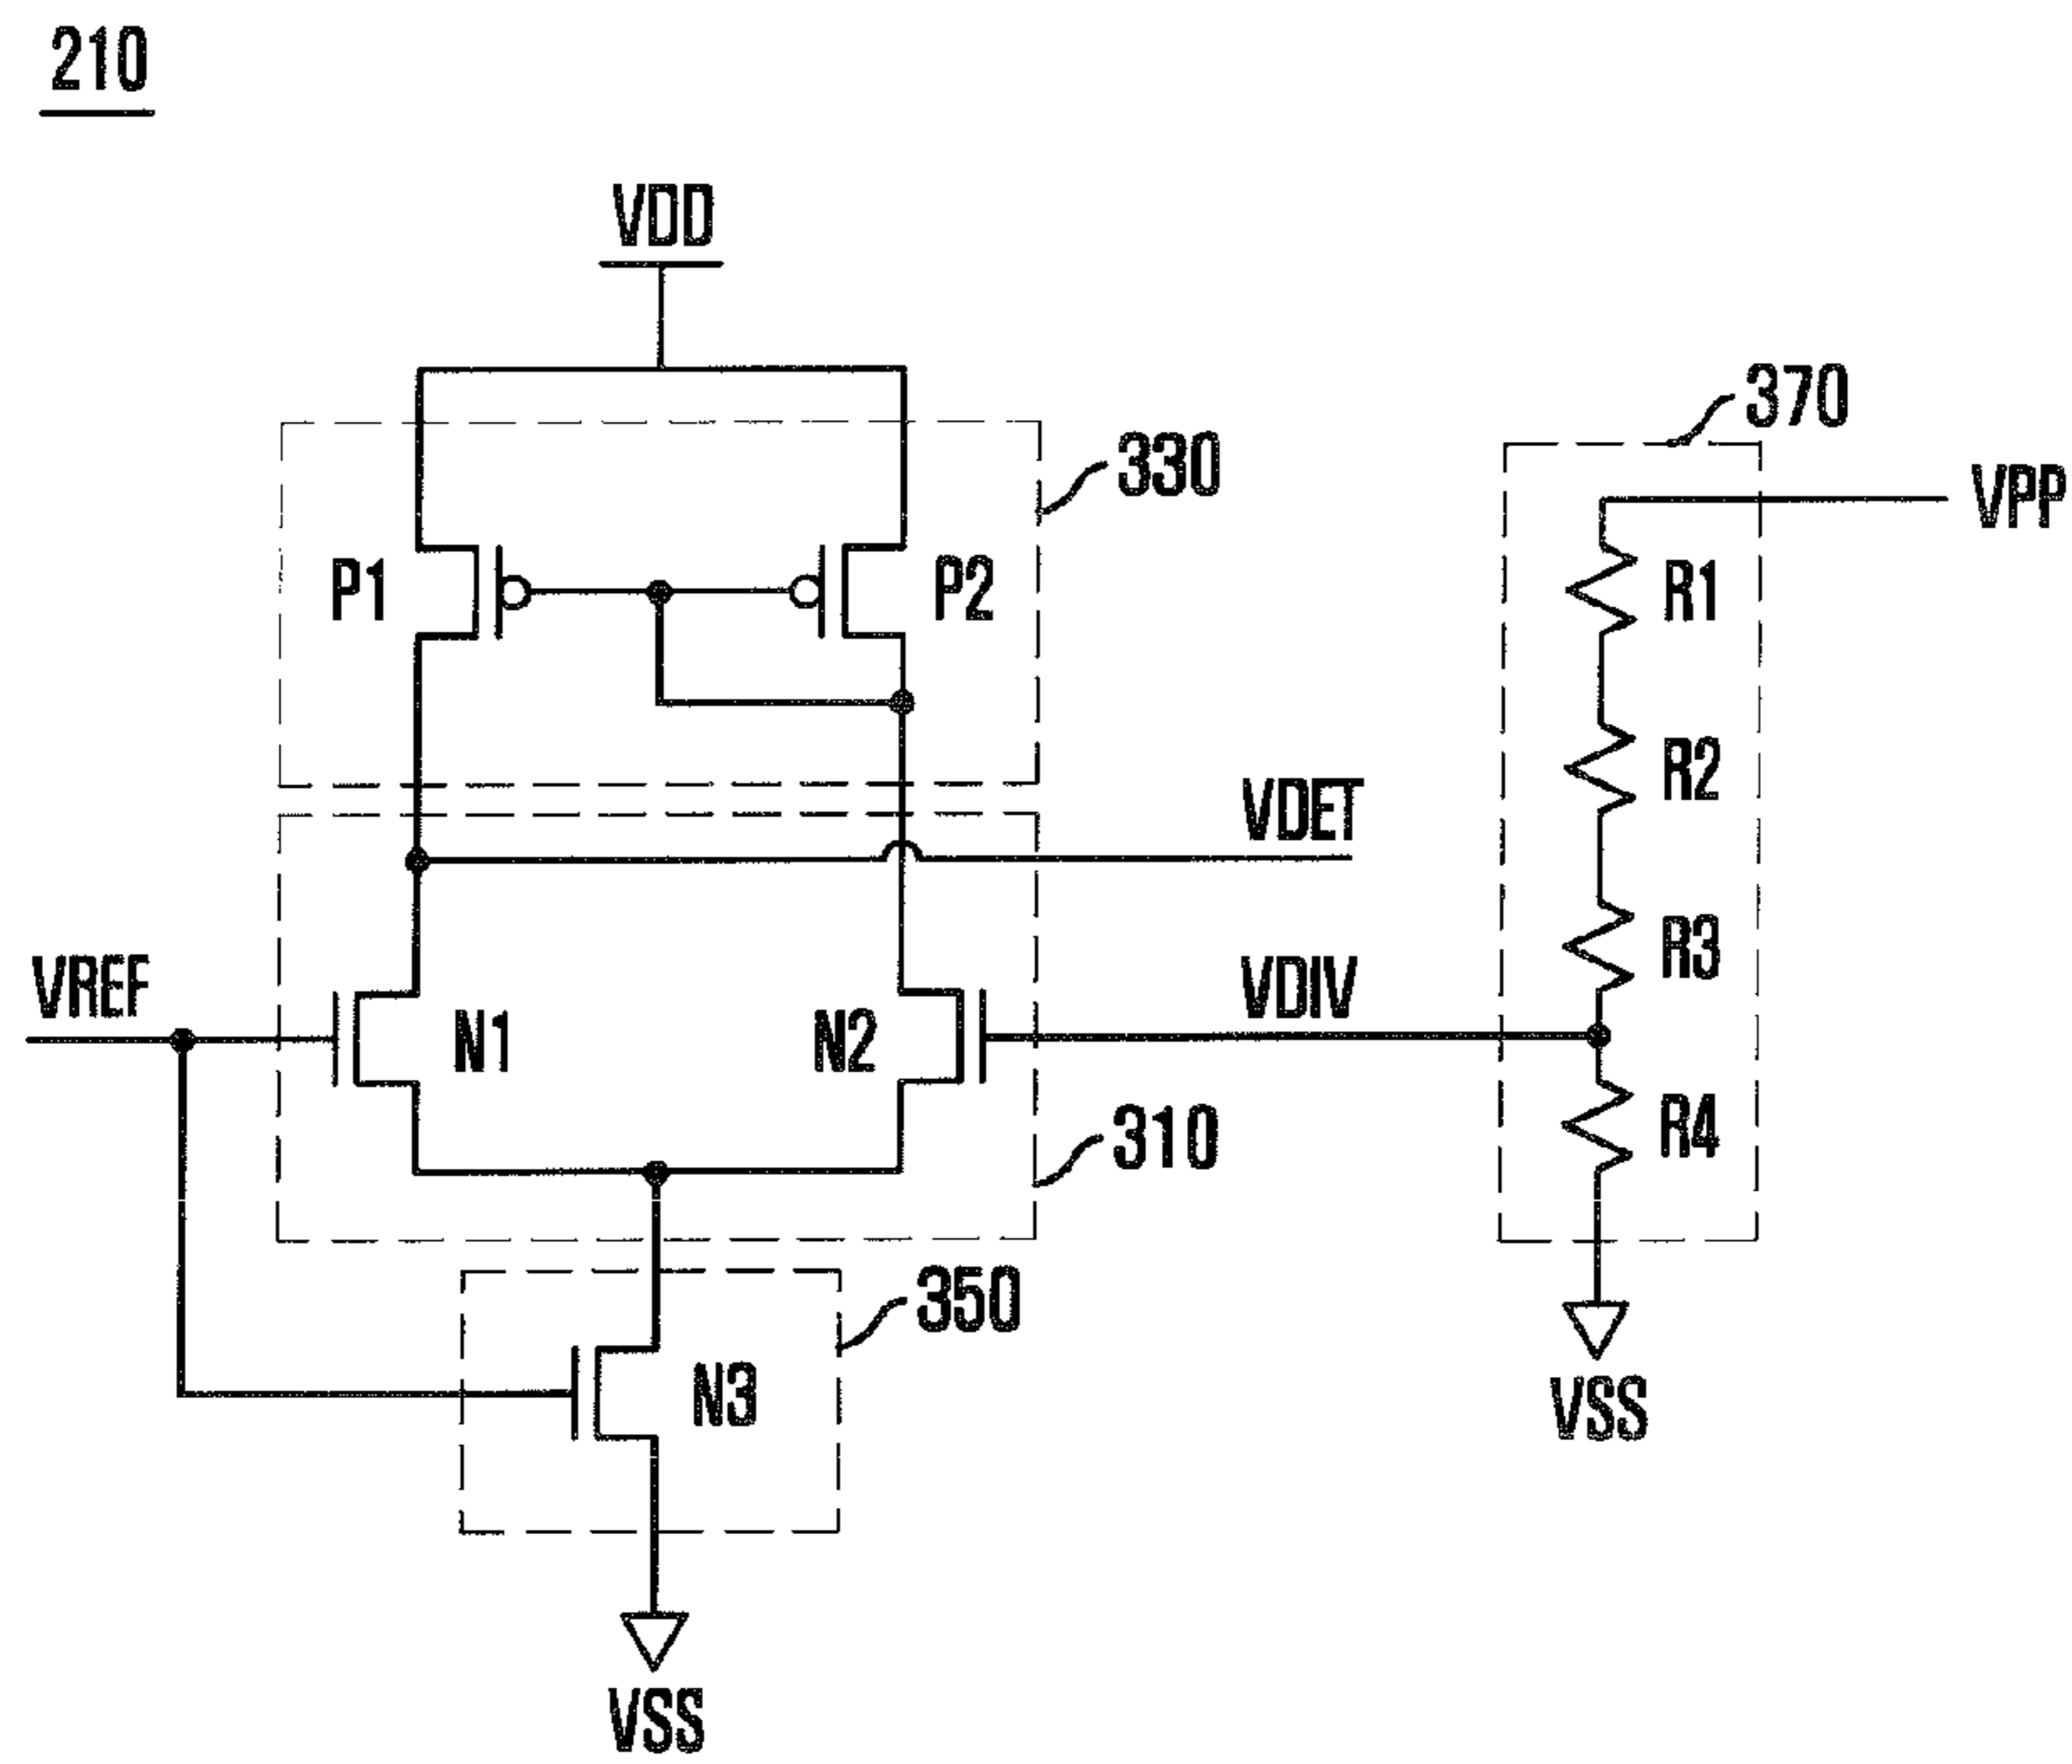 210
VDD
370
330
VPP
P1
P2
R1
R2
VDET
R3
VREF
VDIV
N1
N2
R4
310
350
N3
VSS
VSS